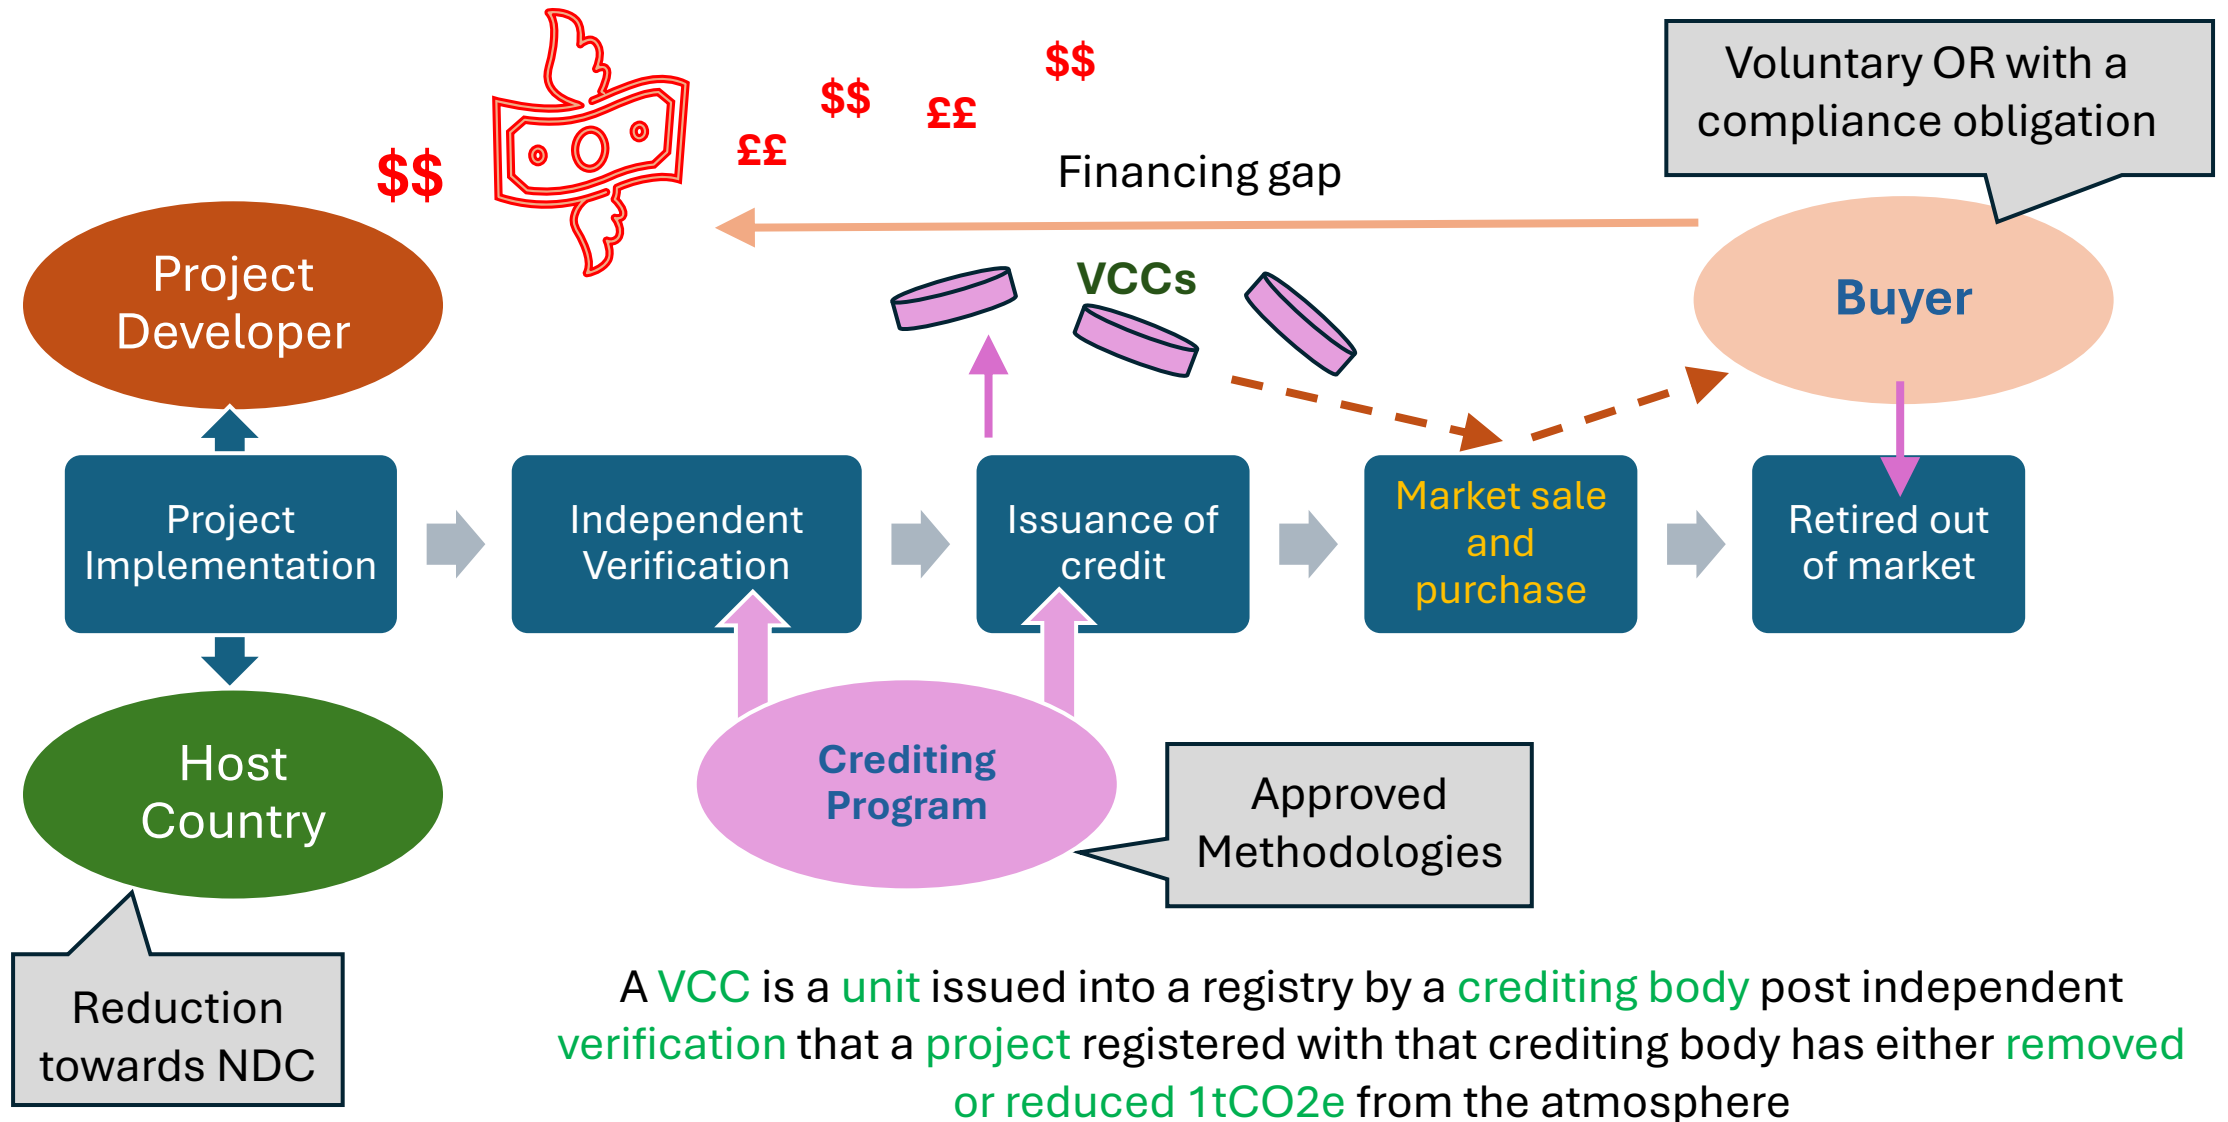 $$
$$
££
$$
££
Financing gap
Voluntary OR with a
compliance obligation
Project
Developer
VCCs
Buyer
Project
Implementation
Independent
Verification
Issuance of
credit
Market sale
and
purchase
Retired out
of market
Host
Country
Crediting
Program
Approved
Methodologies
Reduction
towards NDC
A VCC is a unit issued into a registry by a crediting body post independent
verification that a project registered with that crediting body has either removed
or reduced 1tCO2e from the atmosphere